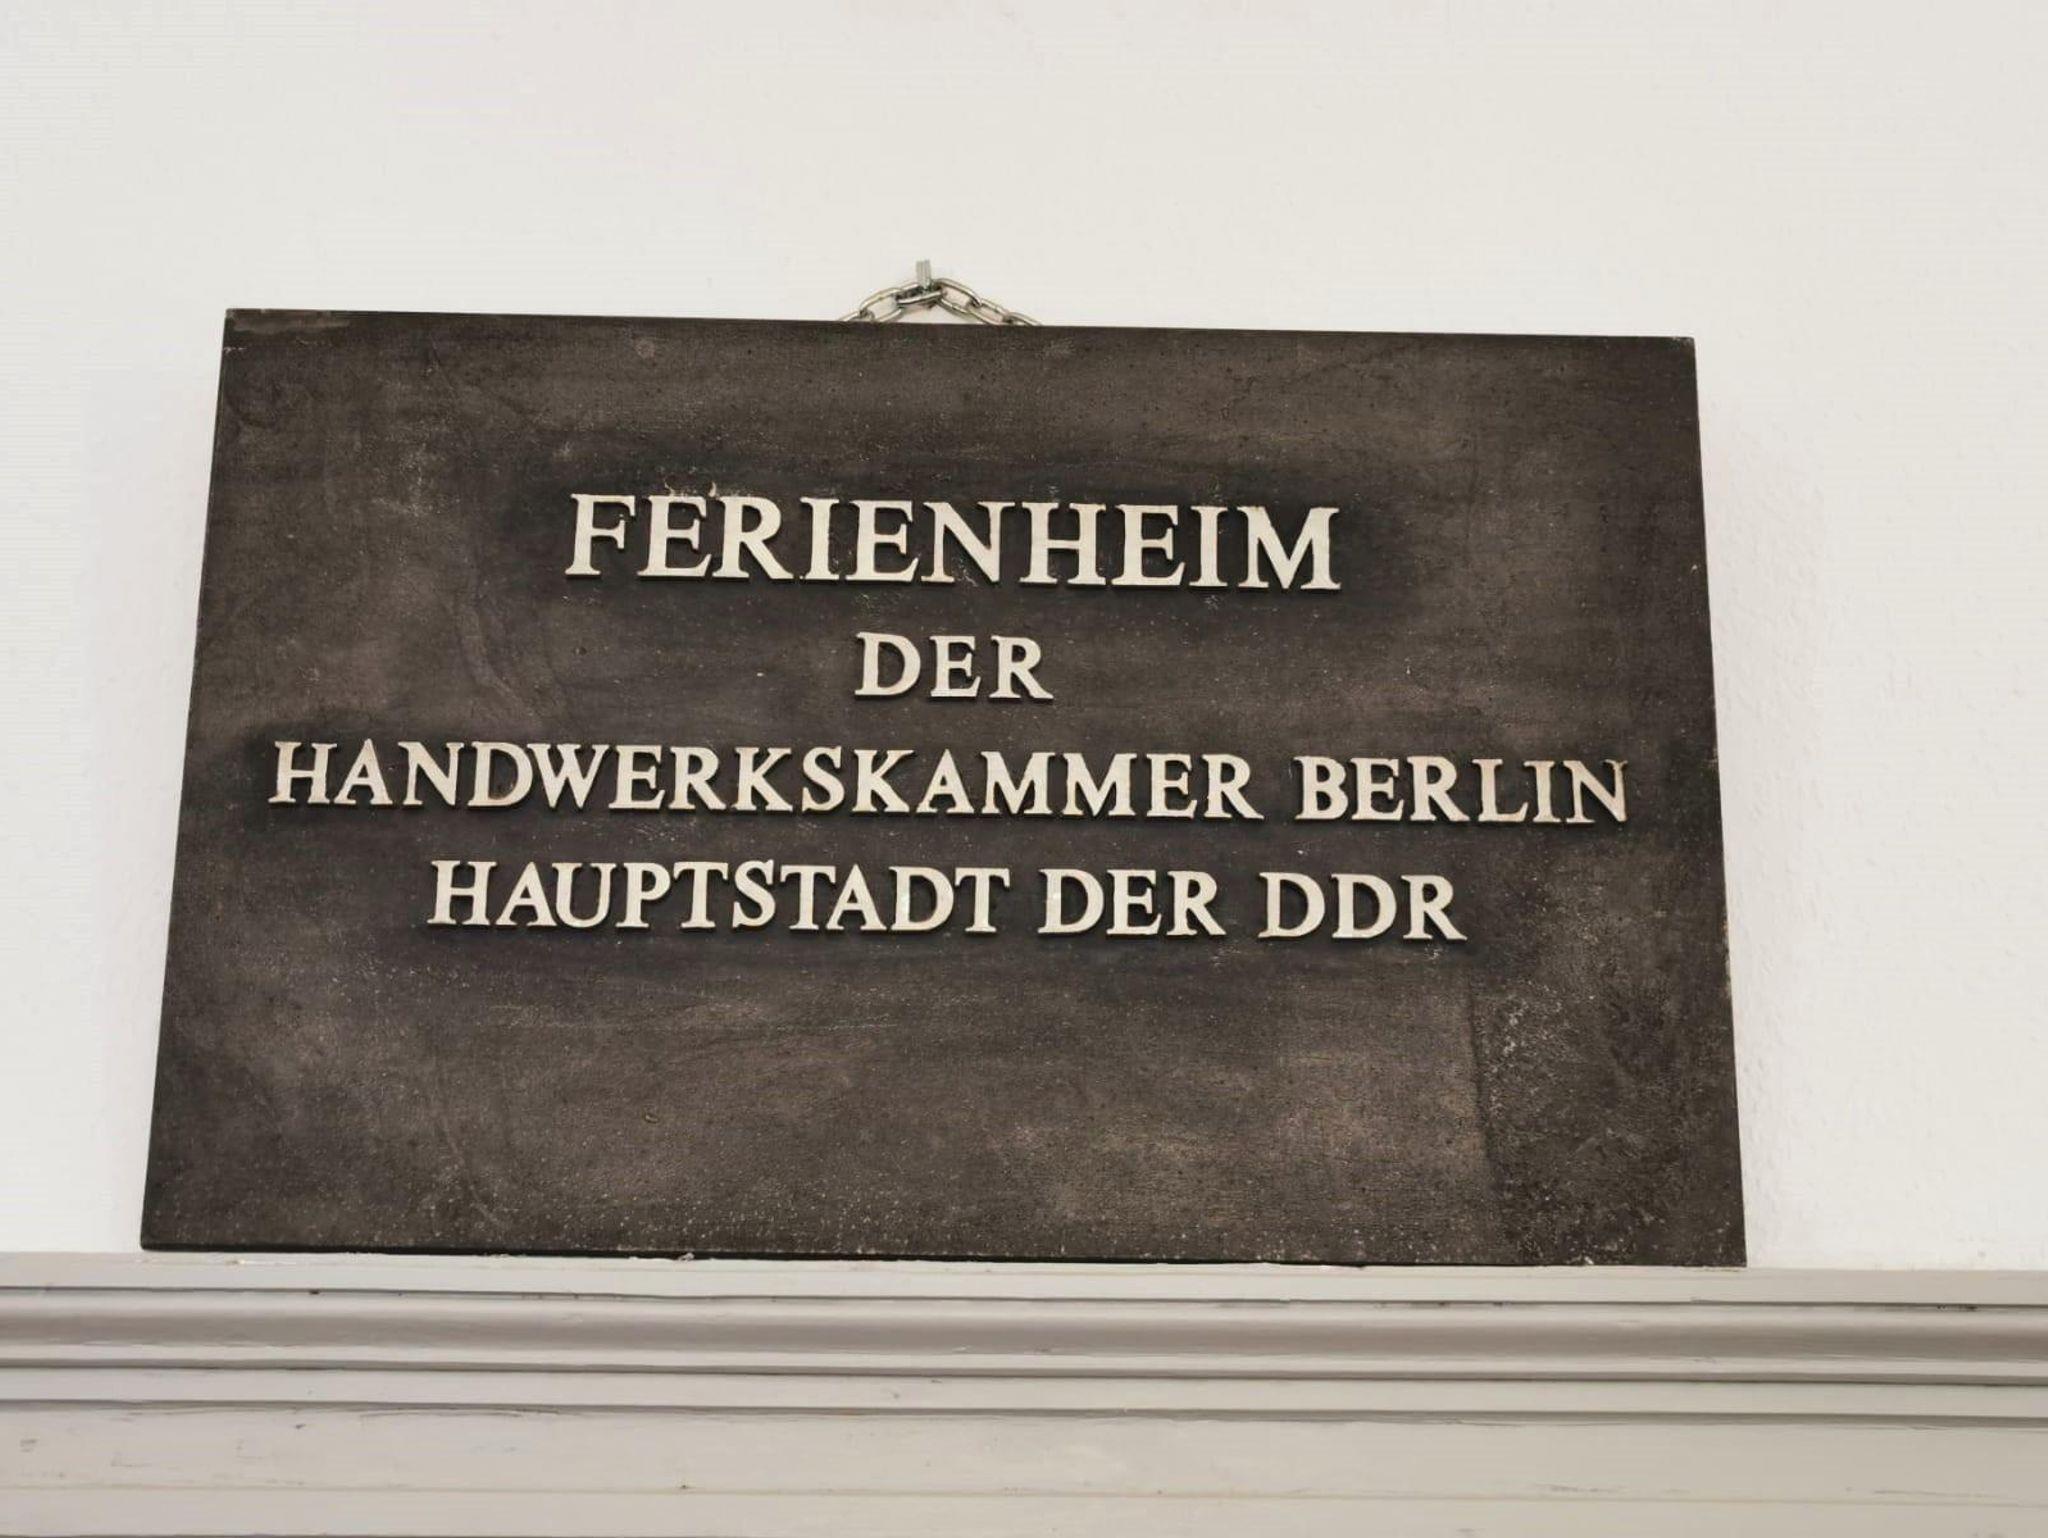 FERIENHEIM
DER
HANDWERKSKAMMER BERLIN
HAUPTSTADT DER DDR